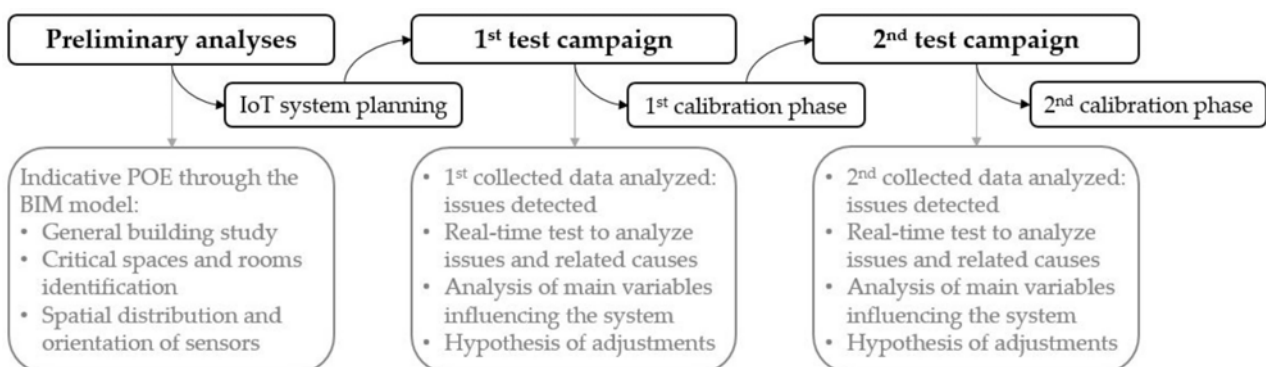 Preliminary analyses
IoT system planning
1st test campaign
1st calibration phase
2nd test campaign
2nd calibration phase
Indicative POE through the
BIM model:
• General building study
• Critical spaces and rooms
identification
• Spatial distribution and
orientation of sensors
• 1st collected data analyzed:
issues detected
• Real-time test to analyze
issues and related causes
• Analysis of main variables
influencing the system
• Hypothesis of adjustments
• 2nd collected data analyzed:
issues detected
• Real-time test to analyze
issues and related causes
• Analysis of main variables
influencing the system
• Hypothesis of adjustments